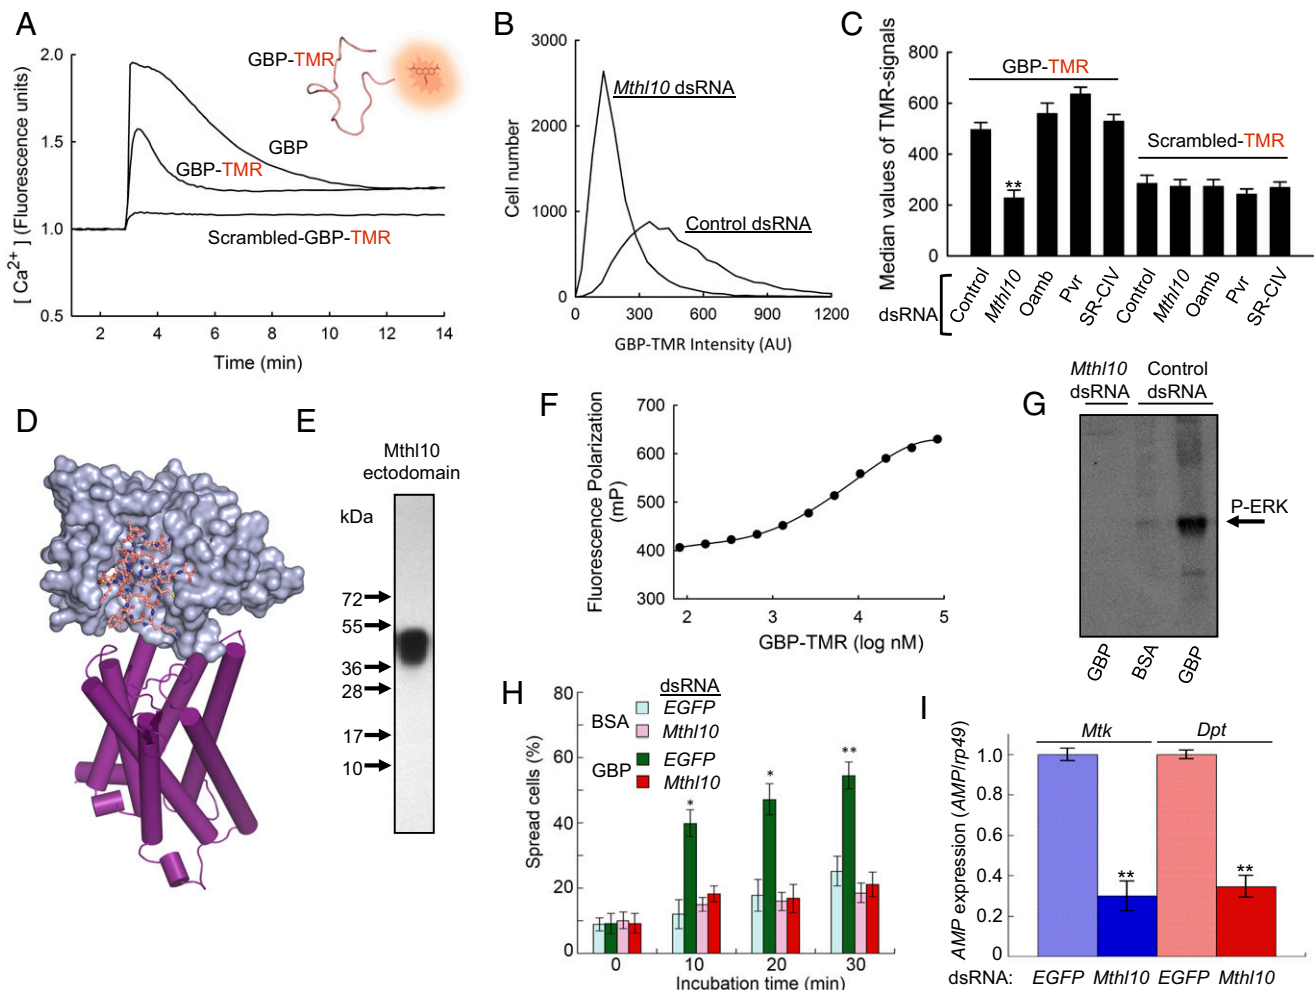 A
[ Ca2+ ] (Fluorescence units)
2.0
1.5
1.0
0.5
2 4 6 8 10 12 14
Time (min)
GBP-TMR
GBP
GBP-TMR
Scrambled-GBP-TMR
B
Cell number
3000
2000
1000
0
0 300 600 900 1200
GBP-TMR Intensity (AU)
Mthl10 dsRNA
Control dsRNA
C
Median values of TMR-signals
800
600
400
200
0
GBP-TMR
Scrambled-TMR
**
dsRNA
Control
Mthl10
Oamb
Pvr
SR-CIV
Control
Mthl10
Oamb
Pvr
SR-CIV
D
E
Mthl10
ectodomain
kDa
72
55
36
28
17
10
F
Fluorescence Polarization
(mP)
700
600
500
400
300
2 3 4 5
GBP-TMR (log nM)
G
Mthl10
dsRNA
Control
dsRNA
P-ERK
GBP
BSA
GBP
H
Spread cells (%)
80
60
40
20
0
dsRNA
BSA
EGFP
Mthl10
GBP
EGFP
Mthl10
*
*
**
0 10 20 30
Incubation time (min)
I
AMP expression (AMP/rp49)
1.0
0.8
0.6
0.4
0.2
0
Mtk
Dpt
**
**
dsRNA: EGFP Mthl10 EGFP Mthl10